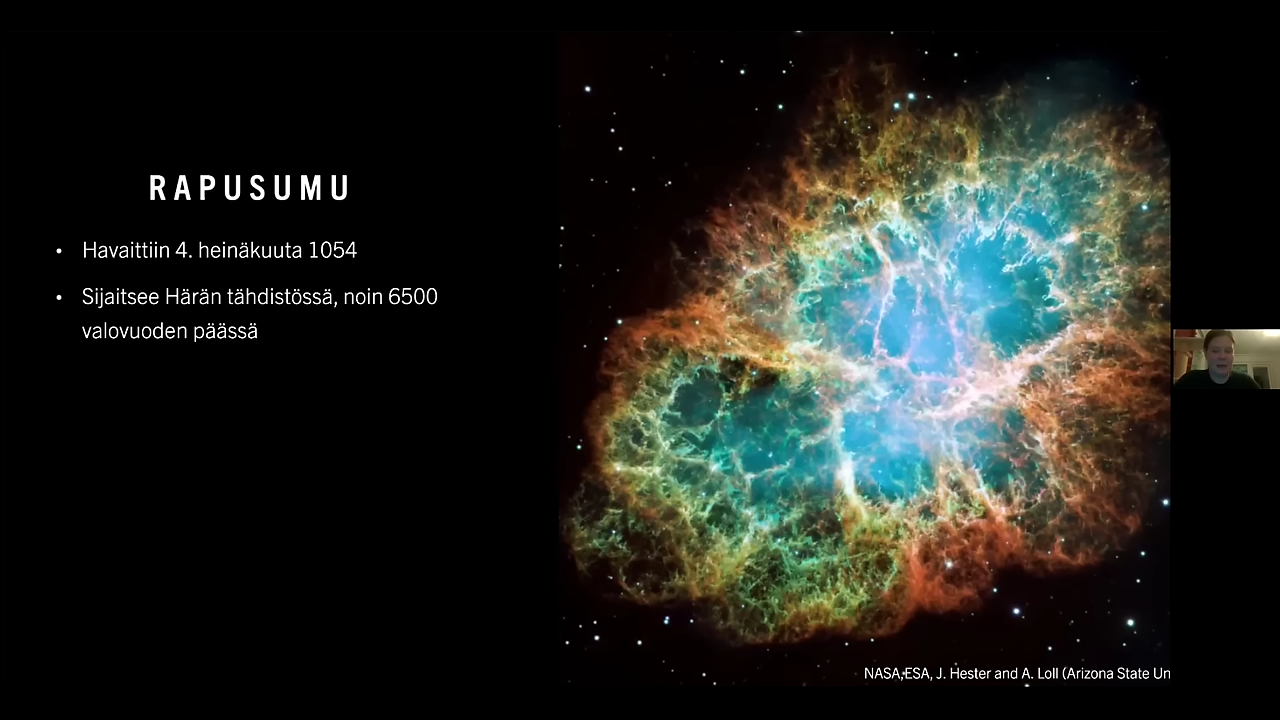 RAPUSUMU
• Havaittiin 4. heinäkuuta 1054
• Sijaitsee Härän tähdistössä, noin 6500
valovuoden päässä
NASA,ESA, J. Hester and A. Loll (Arizona State Un